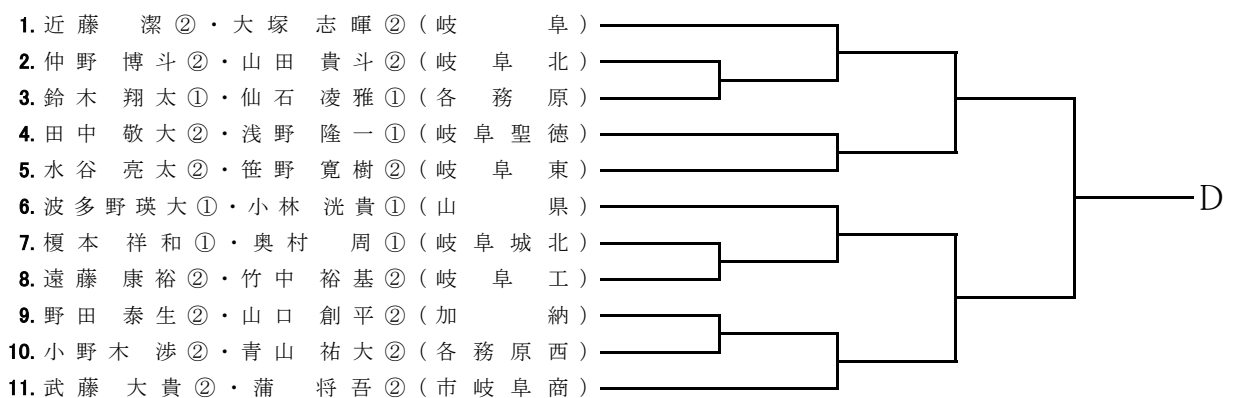 1. 近藤 潔②・大塚 志暉②(岐 阜)
2. 仲野 博斗②・山田 貴斗②(岐 阜 北)
3. 鈴木 翔太①・仙石 凌雅①(各 務 原)
4. 田中 敬大②・浅野 隆一①(岐阜聖徳)
5. 水谷 亮太②・笹野 寛樹②(岐 阜 東)
6. 波多野瑛大①・小林 洸貴①(山 県)
7. 榎本 祥和①・奥村 周①(岐阜城北)
8. 遠藤 康裕②・竹中 裕基②(岐 阜 工)
9. 野田 泰生②・山口 創平②(加 納)
10. 小野木 渉②・青山 祐大②(各務原西)
11. 武藤 大貴②・蒲 将吾②(市岐阜商)
D